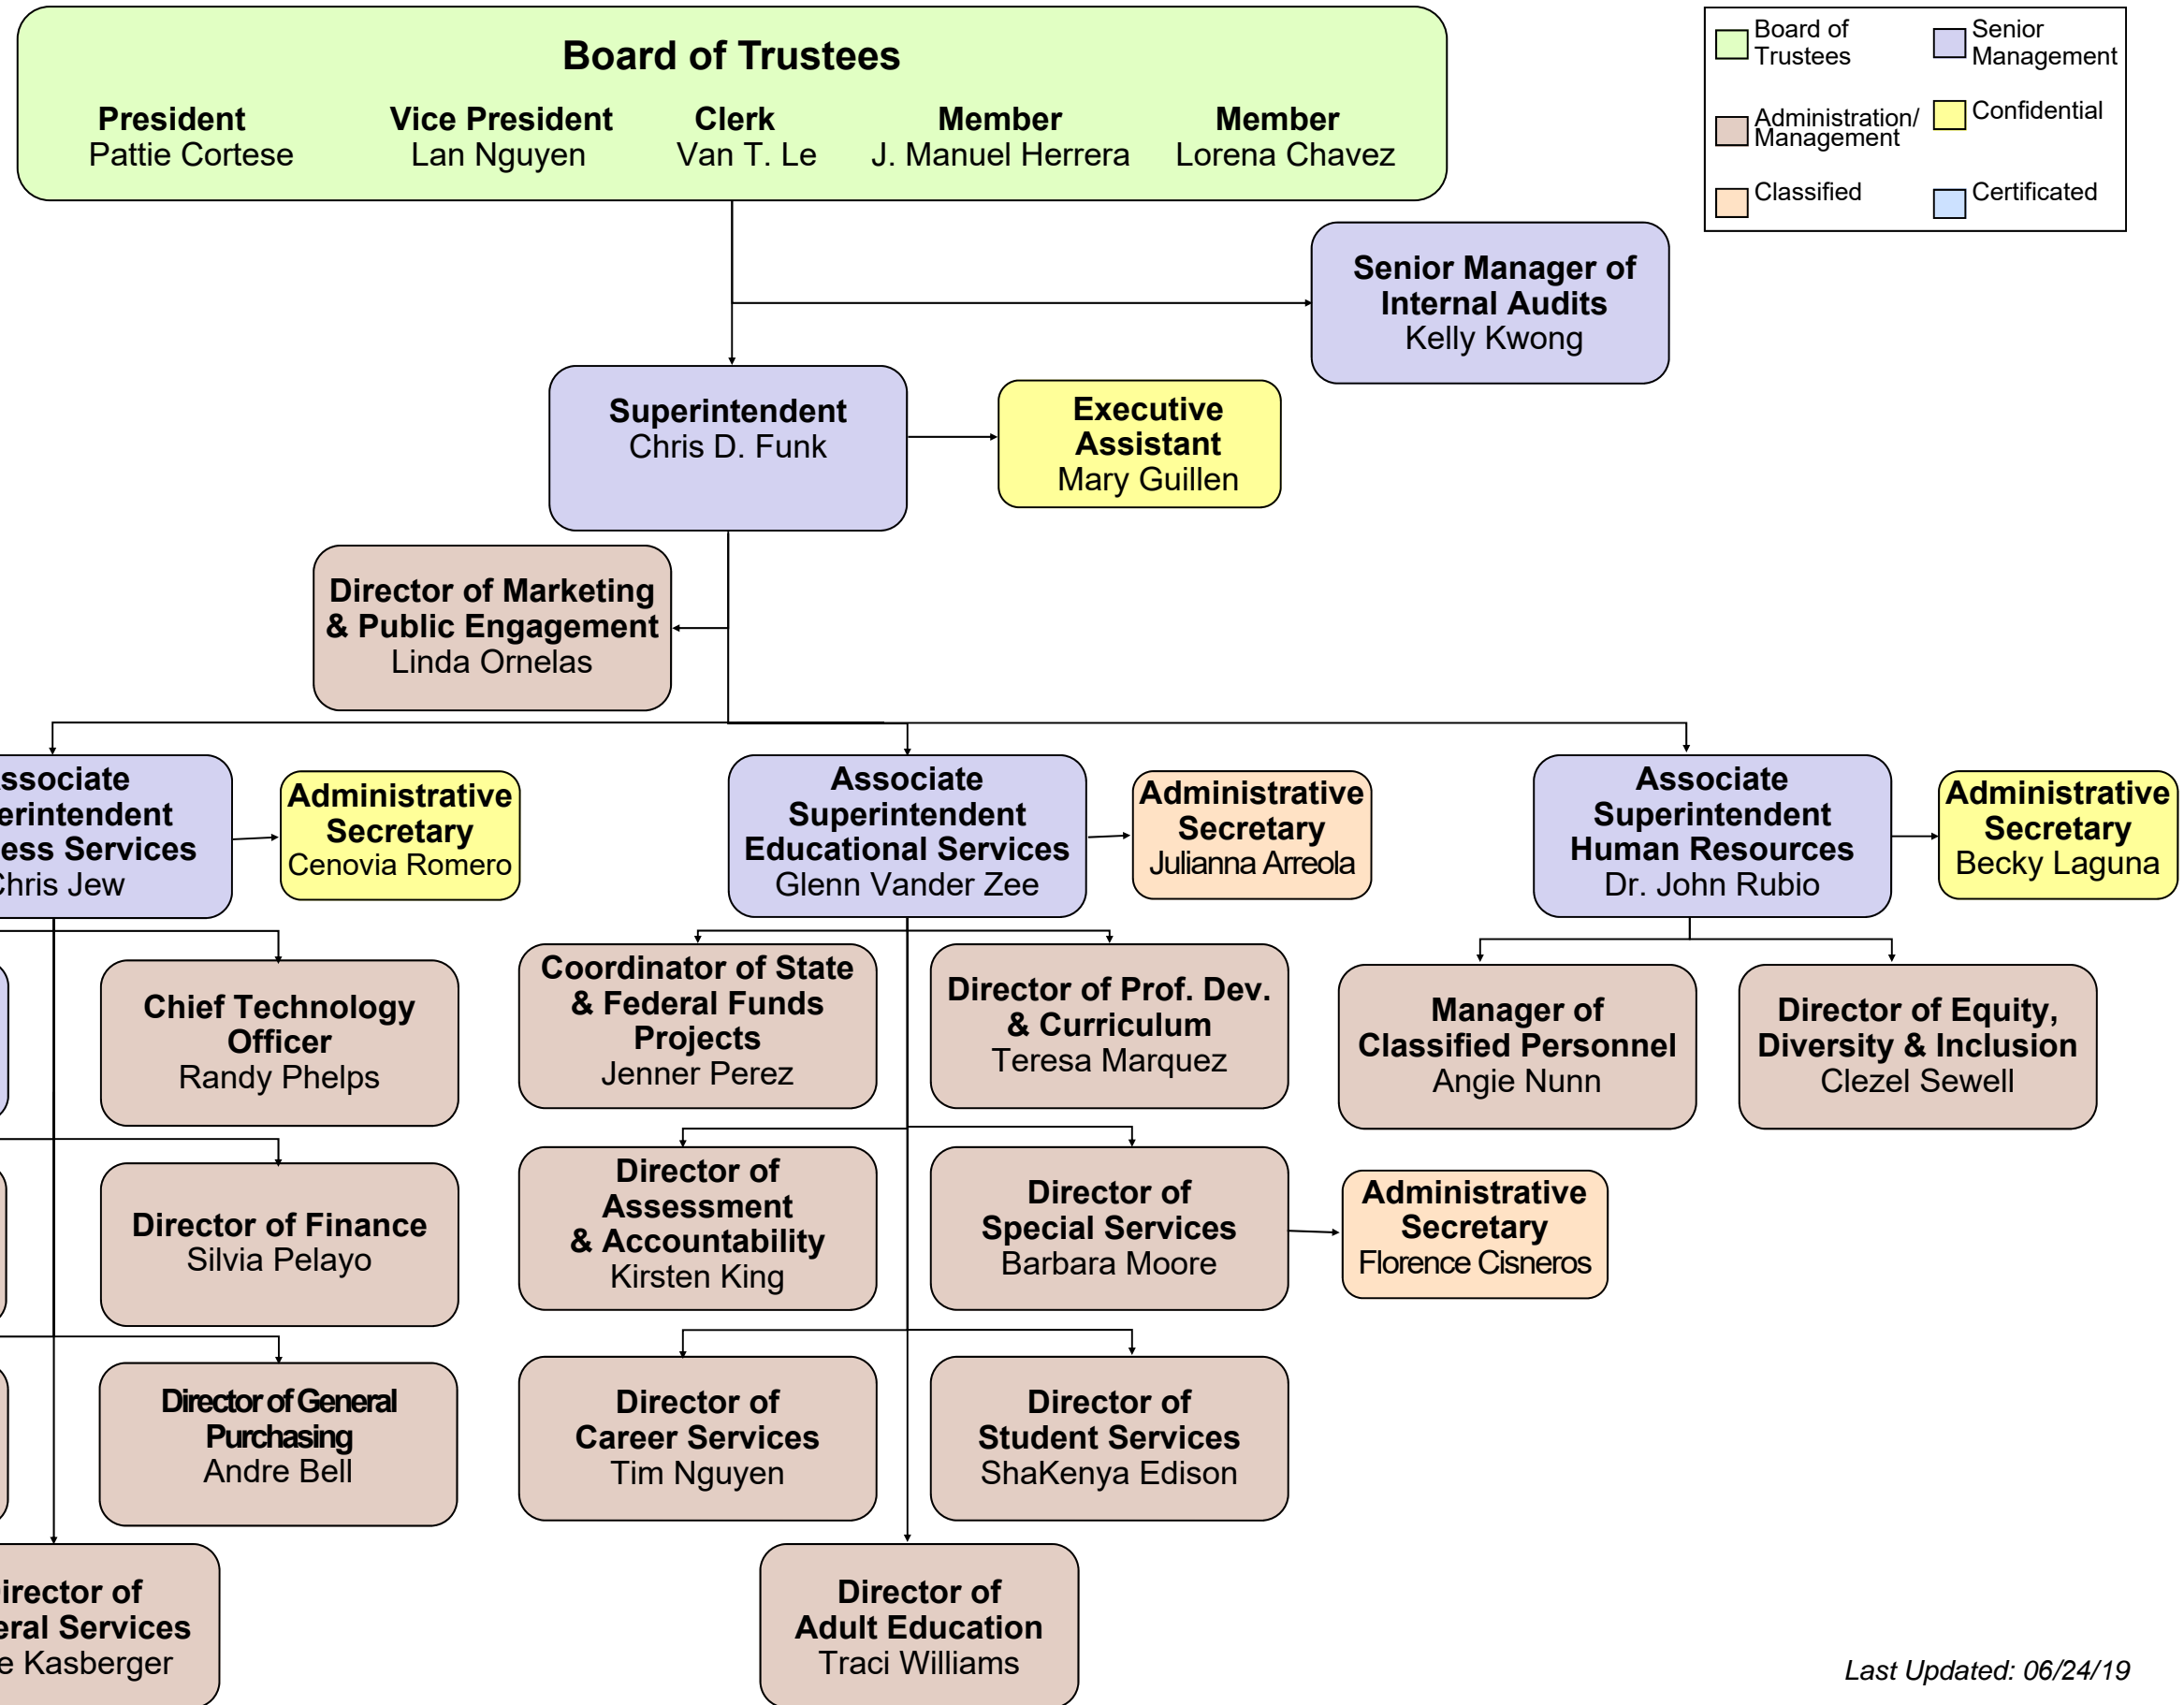 Board of Trustees
President
Pattie Cortese
Vice President
Lan Nguyen
Clerk
Van T. Le
Member
J. Manuel Herrera
Member
Lorena Chavez
Board of
Trustees
Senior
Management
Administration/
Management
Confidential
Classified
Certificated
Senior Manager of
Internal Audits
Kelly Kwong
Superintendent
Chris D. Funk
Executive
Assistant
Mary Guillen
Director of Marketing
& Public Engagement
Linda Ornelas
Services
Jew
Administrative
Secretary
Cenovia Romero
Associate
Superintendent
Educational Services
Glenn Vander Zee
Administrative
Secretary
Julianna Arreola
Associate
Superintendent
Human Resources
Dr. John Rubio
Administrative
Secretary
Becky Laguna
Chief Technology
Officer
Randy Phelps
Coordinator of State
& Federal Funds
Projects
Jenner Perez
Director of Prof. Dev.
& Curriculum
Teresa Marquez
Manager of
Classified Personnel
Angie Nunn
Director of Equity,
Diversity & Inclusion
Clezel Sewell
Director of Finance
Silvia Pelayo
Director of
Assessment
& Accountability
Kirsten King
Director of
Special Services
Barbara Moore
Administrative
Secretary
Florence Cisneros
Director of General
Purchasing
Andre Bell
Director of
Career Services
Tim Nguyen
Director of
Student Services
ShaKenya Edison
of
Services
Kasberger
Director of
Adult Education
Traci Williams
Last Updated: 06/24/19